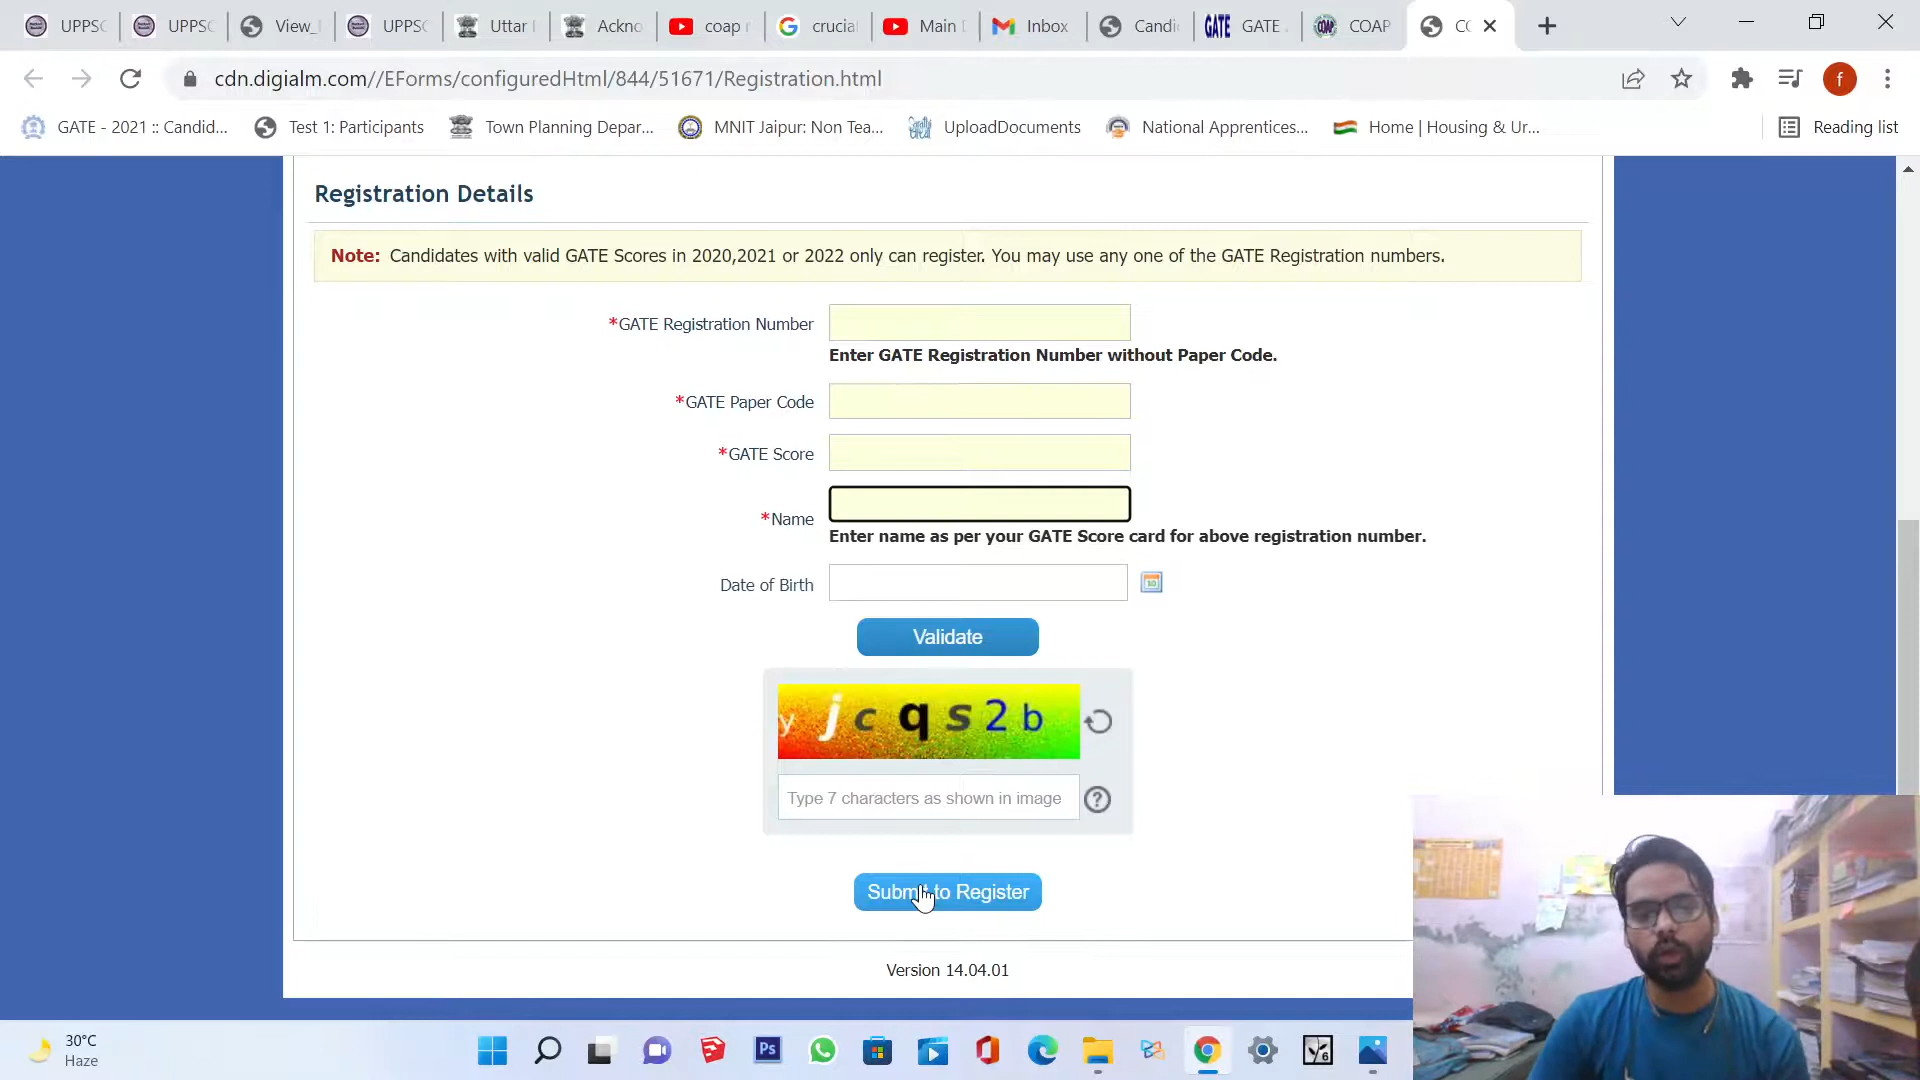 UPPSC
UPPSC
View_
UPPSC
Uttar
Ackno
coap r
crucial
Main
Inbox
Candi
GATE GATE
COAP
cdn.digialm.com//EForms/configuredHtml/844/51671/Registration.html
f
GATE - 2021 :: Candid...
Test 1: Participants
Town Planning Depar...
MNIT Jaipur: Non Tea...
UploadDocuments
National Apprentices...
Home | Housing & Ur...
Reading list
Registration Details
Note: Candidates with valid GATE Scores in 2020,2021 or 2022 only can register. You may use any one of the GATE Registration numbers.
*GATE Registration Number
Enter GATE Registration Number without Paper Code.
*GATE Paper Code
*GATE Score
*Name
Enter name as per your GATE Score card for above registration number.
Date of Birth
Validate
y j c q s 2 b
Type 7 characters as shown in image
Submit to Register
Version 14.04.01
30°C
Haze
Ps